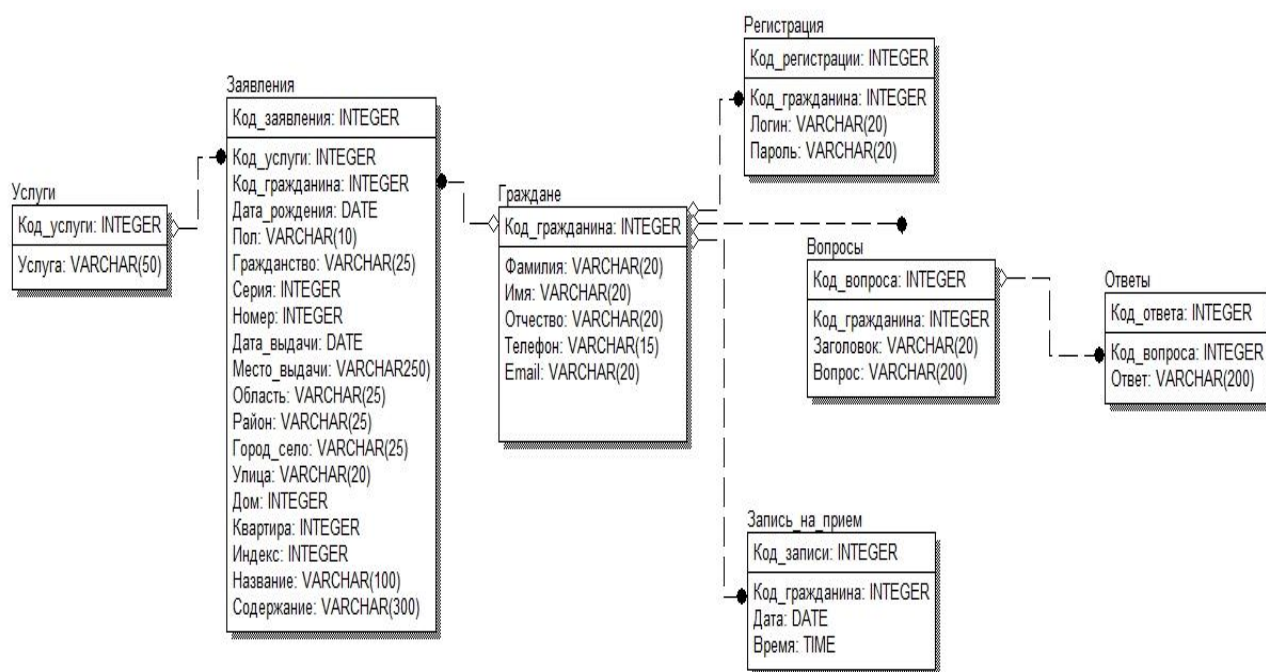 Услуги
Код_услуги: INTEGER
Услуга: VARCHAR(50)
Заявления
Код_заявления: INTEGER
Код_услуги: INTEGER
Код_гражданина: INTEGER
Дата_рождения: DATE
Пол: VARCHAR(10)
Гражданство: VARCHAR(25)
Серия: INTEGER
Номер: INTEGER
Дата_выдачи: DATE
Место_выдачи: VARCHAR250)
Область: VARCHAR(25)
Район: VARCHAR(25)
Город_село: VARCHAR(25)
Улица: VARCHAR(20)
Дом: INTEGER
Квартира: INTEGER
Индекс: INTEGER
Название: VARCHAR(100)
Содержание: VARCHAR(300)
Граждане
Код_гражданина: INTEGER
Фамилия: VARCHAR(20)
Имя: VARCHAR(20)
Отчество: VARCHAR(20)
Телефон: VARCHAR(15)
Email: VARCHAR(20)
Регистрация
Код_регистрации: INTEGER
Код_гражданина: INTEGER
Логин: VARCHAR(20)
Пароль: VARCHAR(20)
Вопросы
Код_вопроса: INTEGER
Код_гражданина: INTEGER
Заголовок: VARCHAR(20)
Вопрос: VARCHAR(200)
Ответы
Код_ответа: INTEGER
Код_вопроса: INTEGER
Ответ: VARCHAR(200)
Запись_на_прием
Код_записи: INTEGER
Код_гражданина: INTEGER
Дата: DATE
Время: TIME